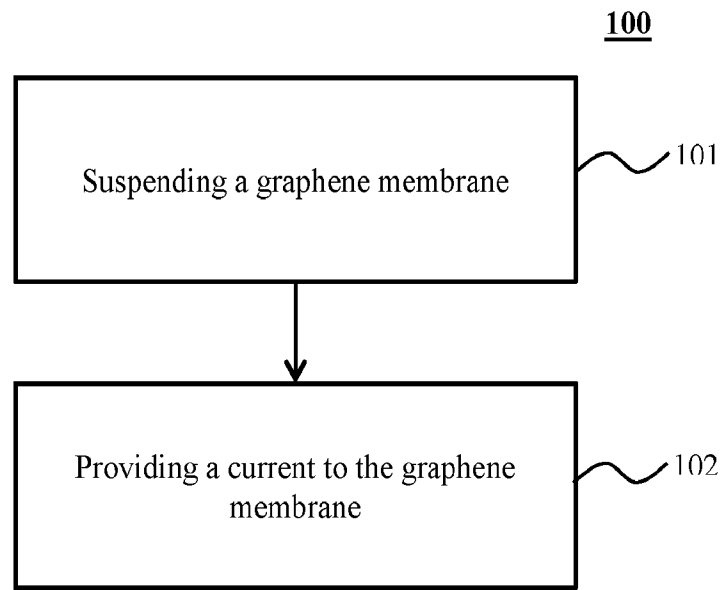 100
Suspending a graphene membrane
101
Providing a current to the graphene
membrane
102